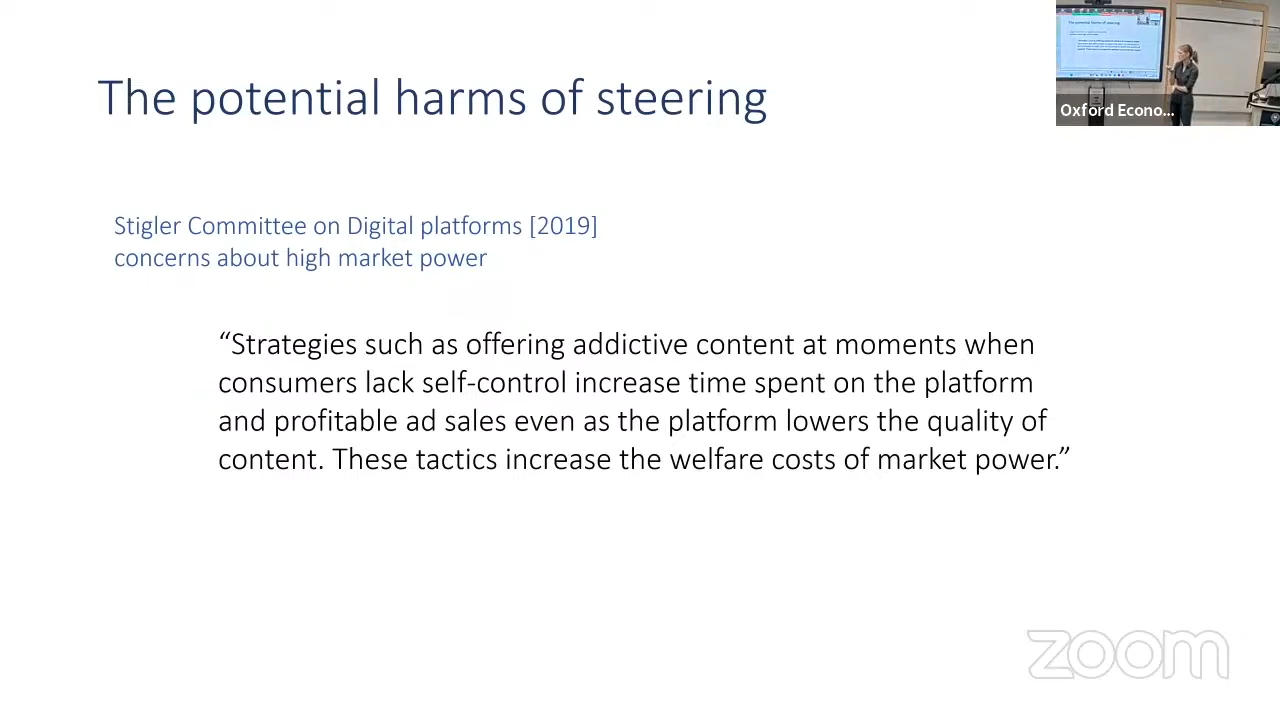 The potential harms of steering
Oxford Econo...
Stigler Committee on Digital platforms [2019]
concerns about high market power
“Strategies such as offering addictive content at moments when
consumers lack self-control increase time spent on the platform
and profitable ad sales even as the platform lowers the quality of
content. These tactics increase the welfare costs of market power.”
zoom